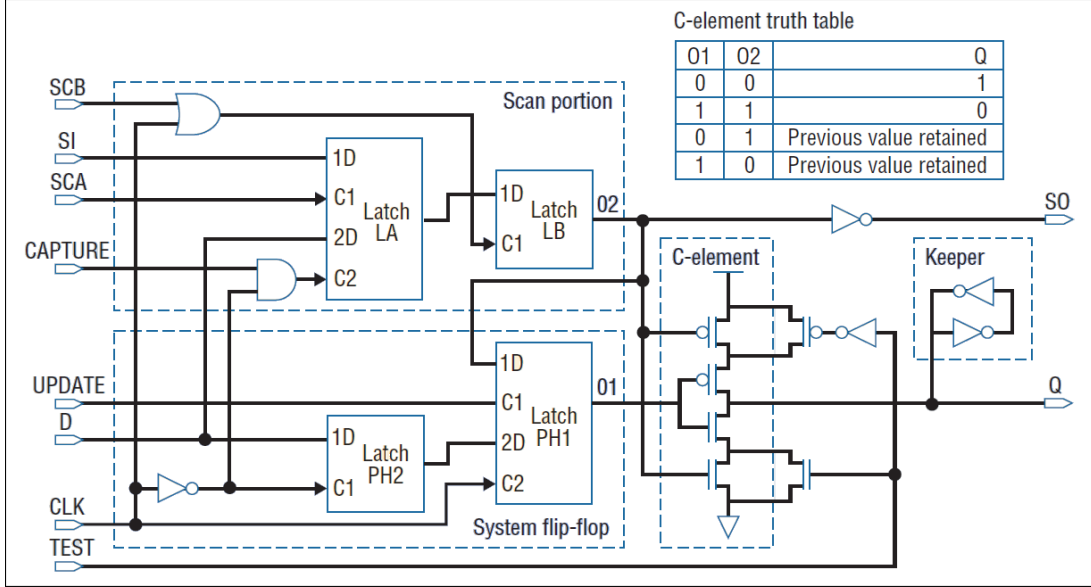 C-element truth table
O1 O2 Q
0 0 1
1 1 0
0 1 Previous value retained
1 0 Previous value retained
SCB
Scan portion
SI
1D
SCA
C1
Latch
LA
1D
O2
SO
Latch
LB
2D
C1
CAPTURE
C2
C-element
Keeper
1D
UPDATE
O1
Q
C1
Latch
PH1
D
1D
Latch
PH2
2D
C1
C2
CLK
System flip-flop
TEST